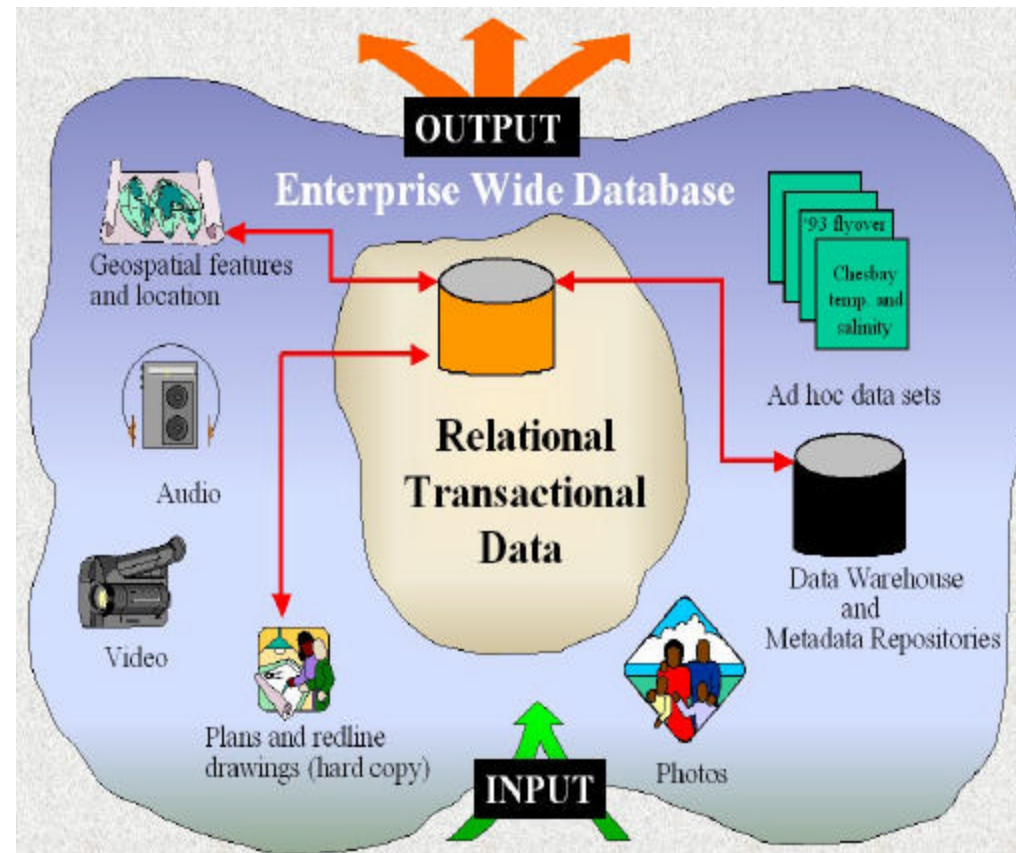 OUTPUT
Enterprise Wide Database
'93 flyover
Chesbay
temp. and
salinity
Geospatial features
and location
Ad hoc data sets
Relational
Transactional
Data
Audio
Data Warehouse
and
Metadata Repositories
Video
Plans and redline
drawings (hard copy)
Photos
INPUT